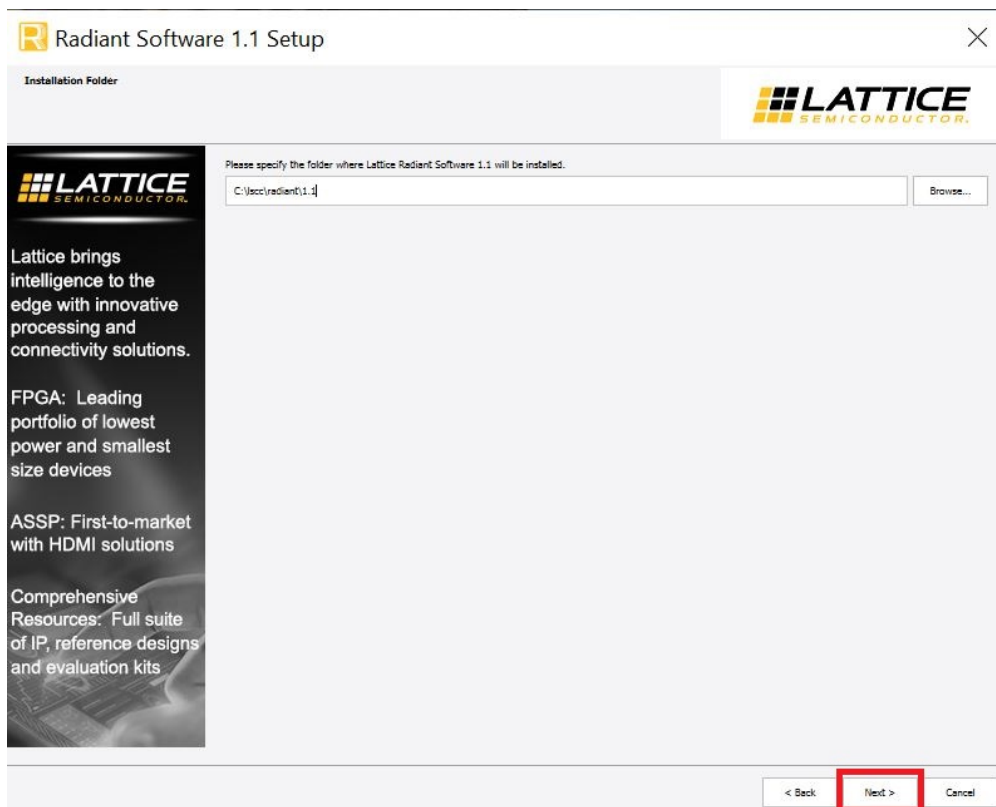 Radiant Software 1.1 Setup
Installation Folder
LATTICE
SEMICONDUCTOR.
Please specify the folder where Lattice Radiant Software 1.1 will be installed.
C:\lscc\radiant\1.1
Browse...
LATTICE
SEMICONDUCTOR.
Lattice brings
intelligence to the
edge with innovative
processing and
connectivity solutions.
FPGA: Leading
portfolio of lowest
power and smallest
size devices
ASSP: First-to-market
with HDMI solutions
Comprehensive
Resources: Full suite
of IP, reference designs
and evaluation kits
< Back
Next >
Cancel